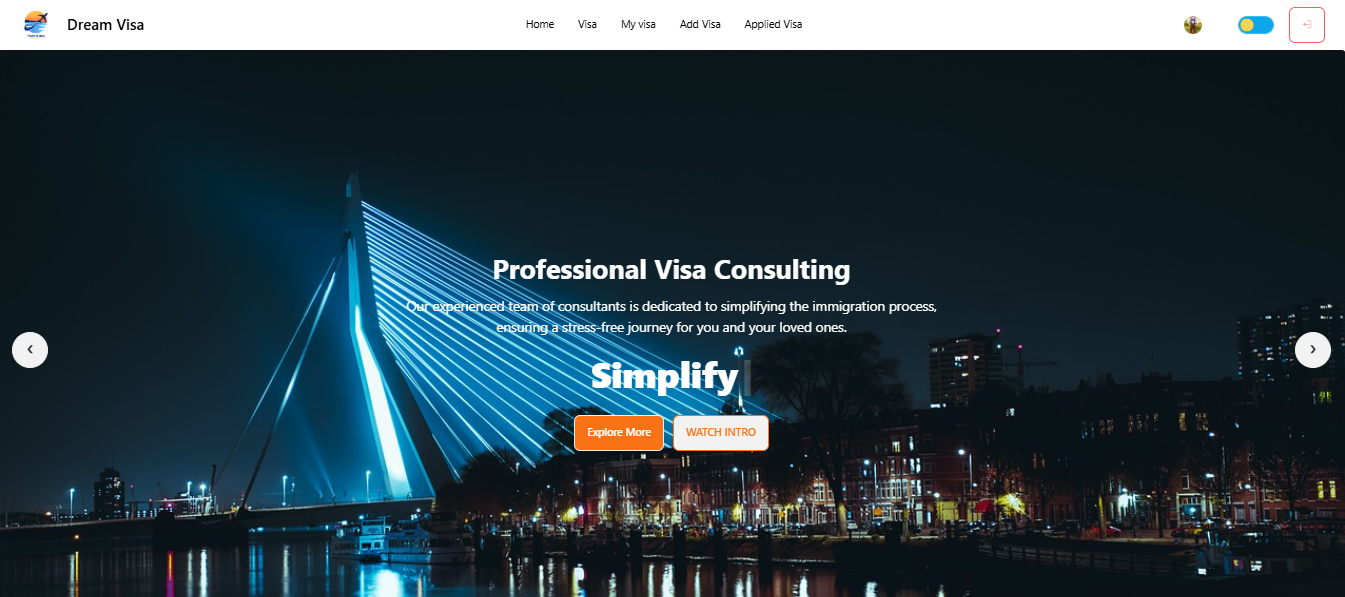 Dream Visa
Home
Visa
My visa
Add Visa
Applied Visa
Professional Visa Consulting
Our experienced team of consultants is dedicated to simplifying the immigration process,
ensuring a stress-free journey for you and your loved ones.
Simplify
Explore More
WATCH INTRO